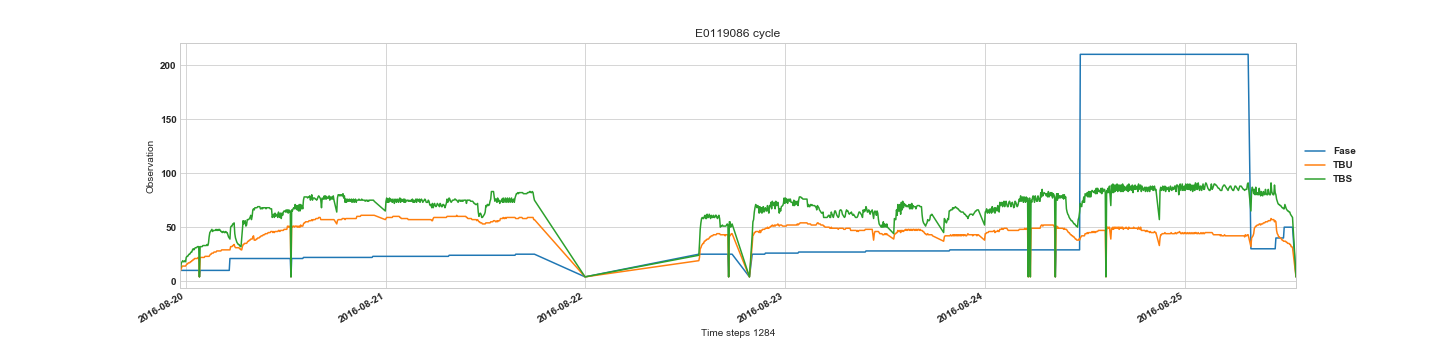 E0119086 cycle
Observation
200
150
100
50
0
2016-08-20
2016-08-21
2016-08-22
2016-08-23
2016-08-24
2016-08-25
Time steps 1284
Fase
TBU
TBS